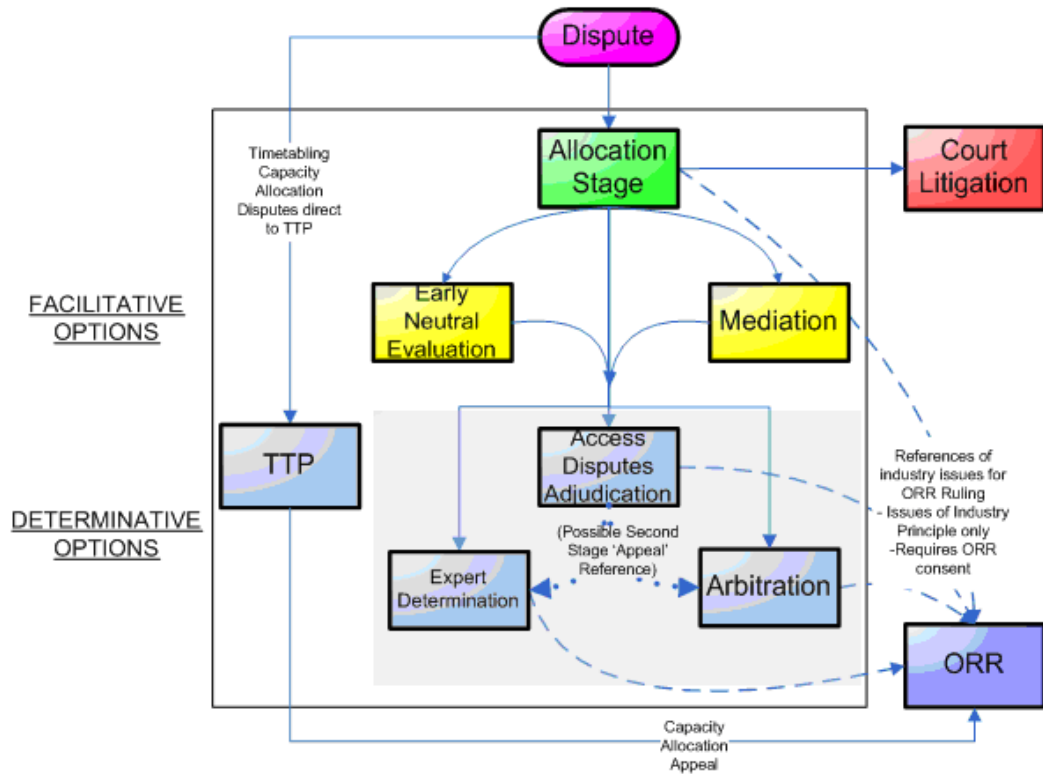 Dispute
Timetabling
Capacity
Allocation
Disputes direct
to TTP
Allocation
Stage
Court
Litigation
FACILITATIVE
OPTIONS
Early
Neutral
Evaluation
Mediation
TTP
Access
Disputes
Adjudication
References of
industry issues for
ORR Ruling
- Issues of Industry
Principle only
-Requires ORR
consent
DETERMINATIVE
OPTIONS
(Possible Second
Stage 'Appeal'
Reference)
Expert
Determination
Arbitration
ORR
Capacity
Allocation
Appeal